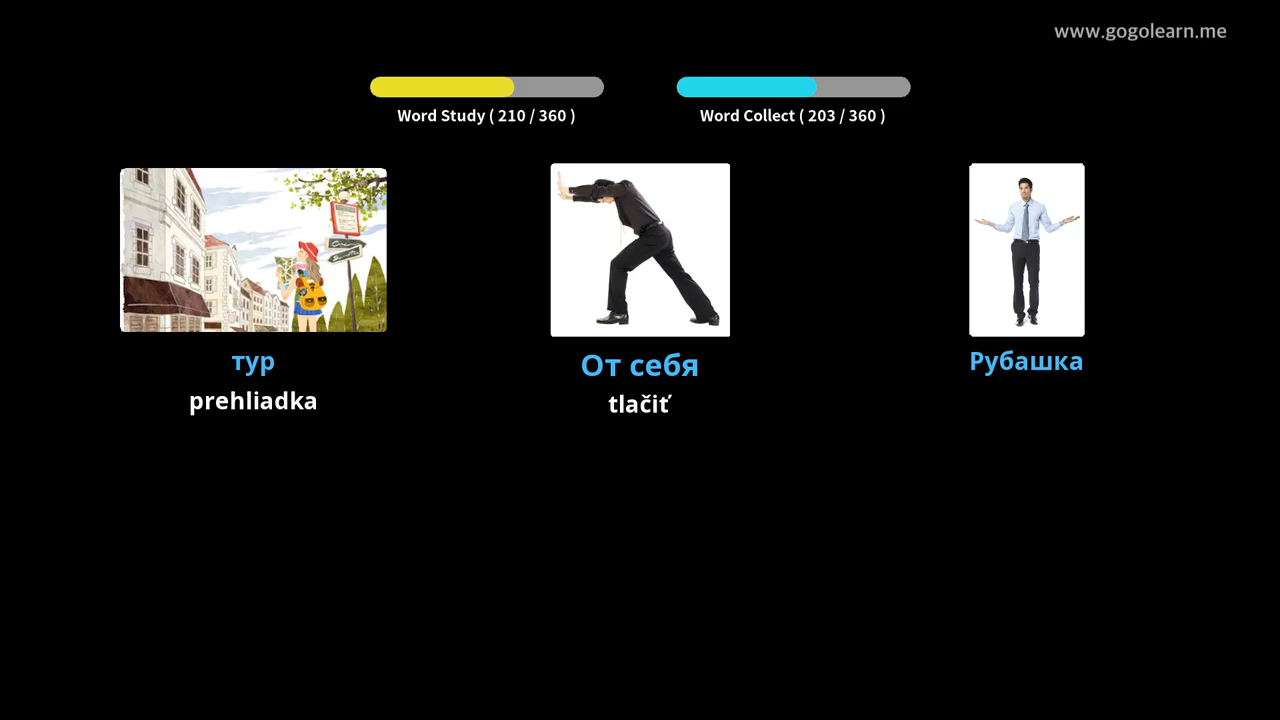 www.gogolearn.me
Word Study ( 210 / 360 )
Word Collect ( 203 / 360 )
тур
prehliadka
От себя
tlačiť
Рубашка